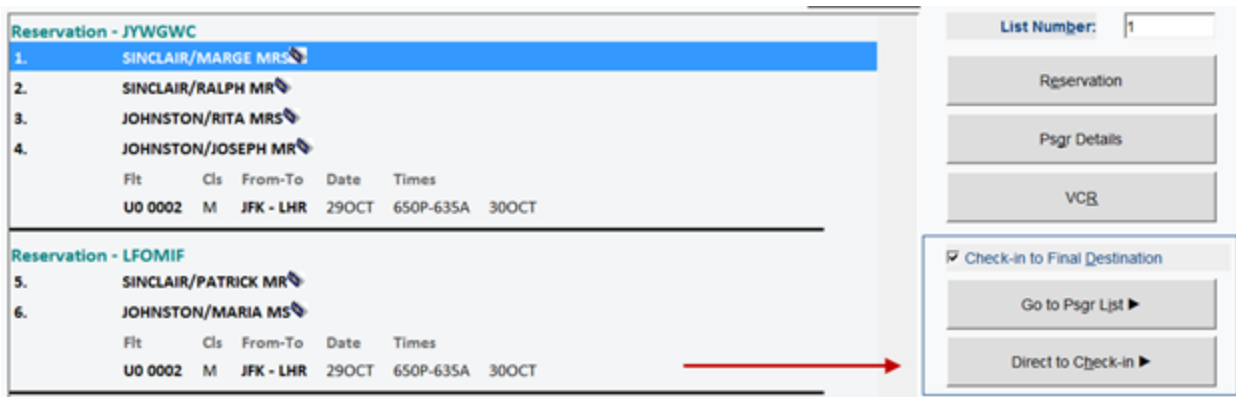 Reservation - JYWGWC
1. SINCLAIR/MARGE MRS
2. SINCLAIR/RALPH MR
3. JOHNSTON/RITA MRS
4. JOHNSTON/JOSEPH MR
Flt Cls From-To Date Times
U0 0002 M JFK - LHR 29OCT 650P-635A 30OCT
Reservation - LFOMIF
5. SINCLAIR/PATRICK MR
6. JOHNSTON/MARIA MS
Flt Cls From-To Date Times
U0 0002 M JFK - LHR 29OCT 650P-635A 30OCT
List Number: 1
Reservation
Psgr Details
VCR
Check-in to Final Destination
Go to Psgr List ►
Direct to Check-in ►